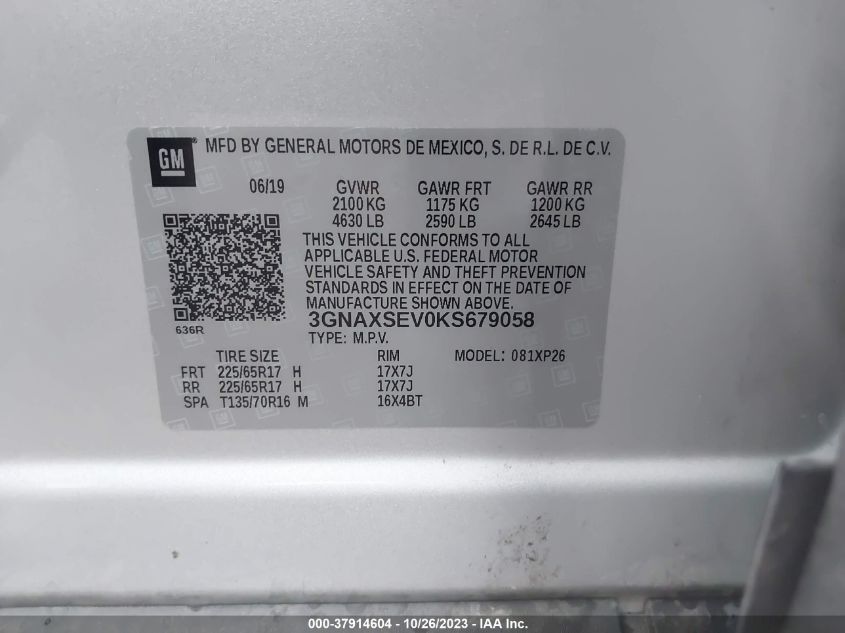 GM ® MFD BY GENERAL MOTORS DE MEXICO, S. DE R.L. DE C.V.
06/19 GVWR GAWR FRT GAWR RR
2100 KG 1175 KG 1200 KG
4630 LB 2590 LB 2645 LB
THIS VEHICLE CONFORMS TO ALL
APPLICABLE U.S. FEDERAL MOTOR
VEHICLE SAFETY AND THEFT PREVENTION
STANDARDS IN EFFECT ON THE DATE OF
MANUFACTURE SHOWN ABOVE.
636R 3GNAXSEV0KS679058
TYPE: M.P.V.
TIRE SIZE RIM MODEL: 081XP26
FRT 225/65R17 H 17X7J
RR 225/65R17 H 17X7J
SPA T135/70R16 M 16X4BT
000-37914604 - 10/26/2023 - IAA Inc.